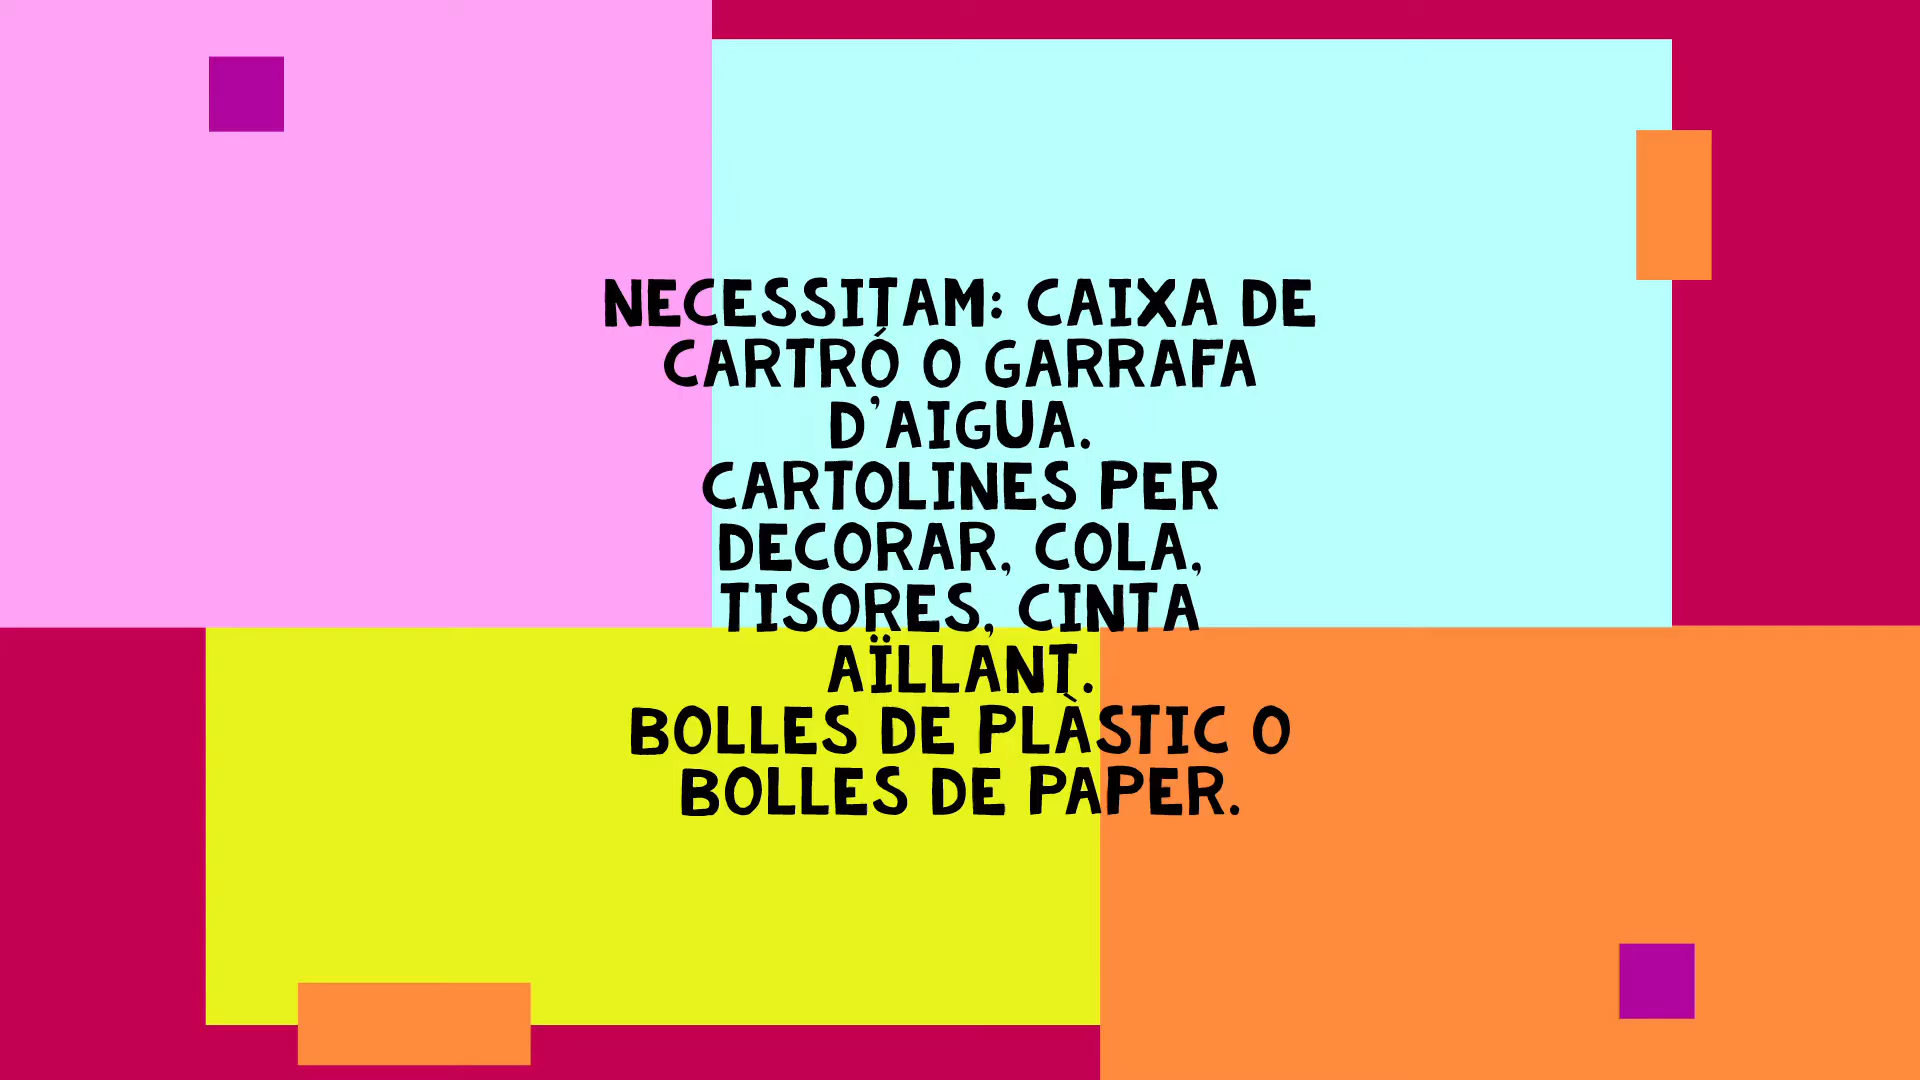 NECESSITAM: CAIXA DE
CARTRÓ O GARRAFA
D'AIGUA.
CARTOLINES PER
DECORAR, COLA,
TISORES, CINTA
AÏLLANT.
BOLLES DE PLÀSTIC O
BOLLES DE PAPER.